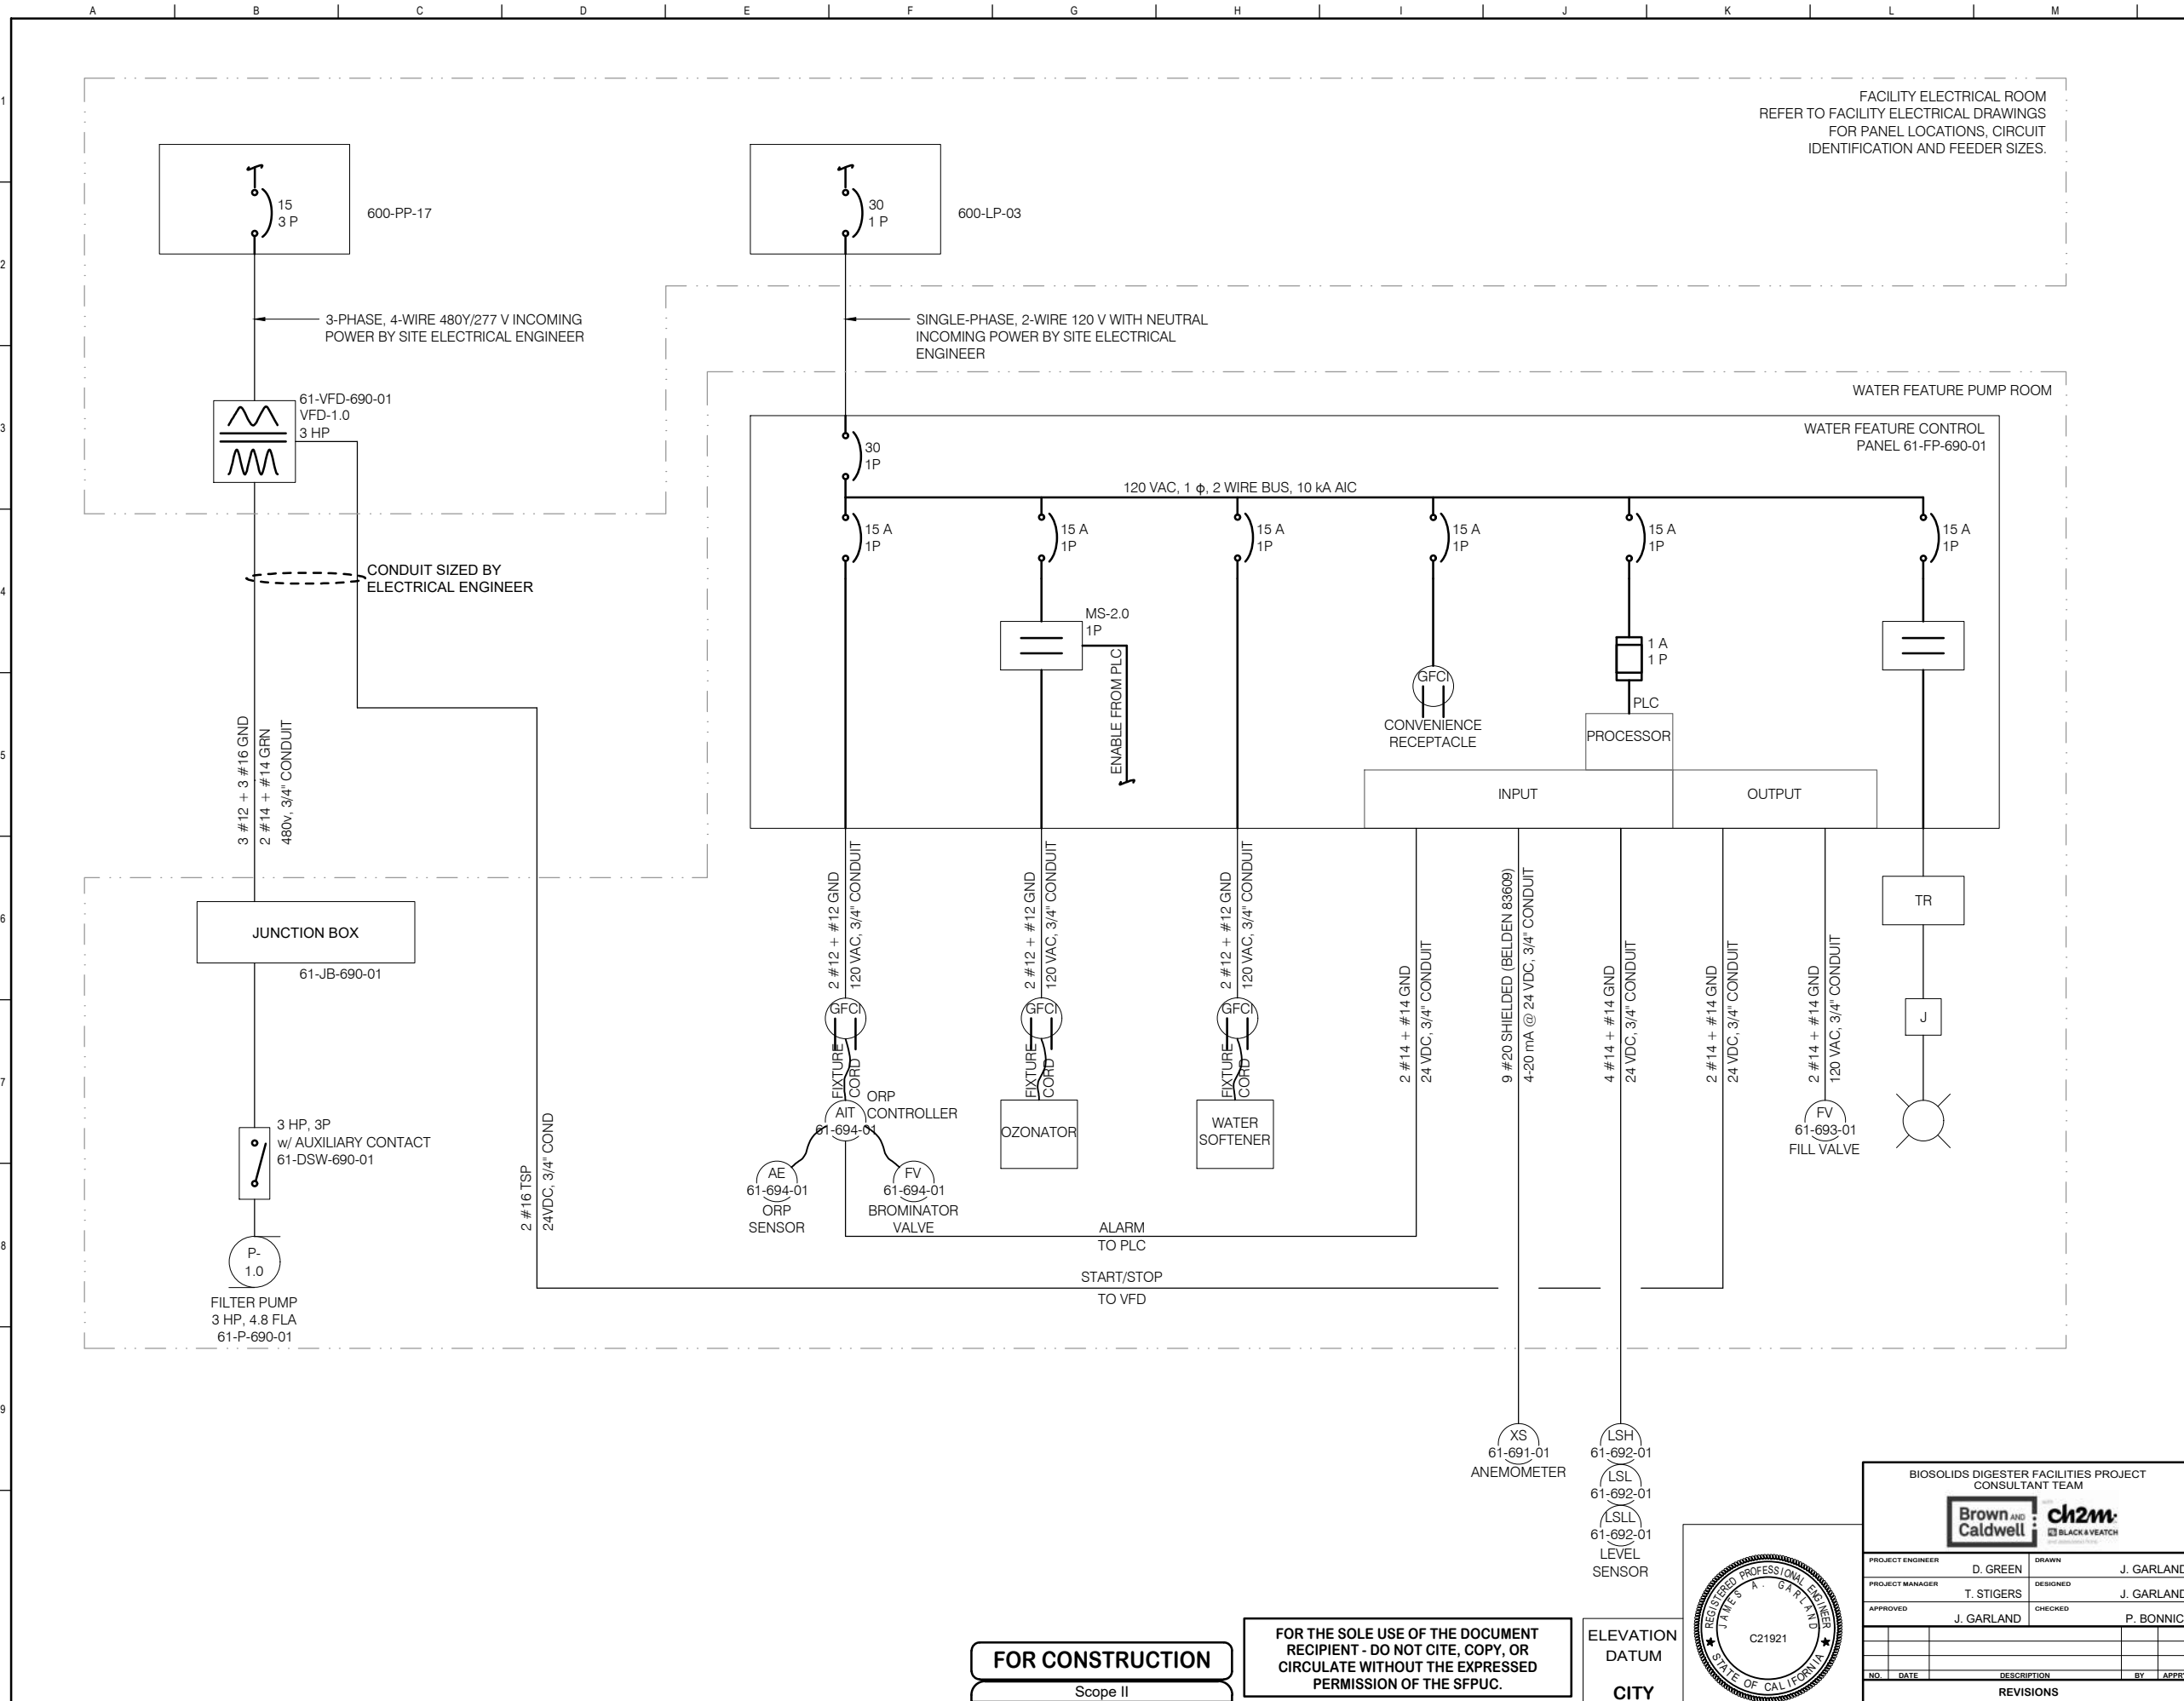 A B C D E F G H I J K L M
1
2
3
4
5
6
7
8
9
FACILITY ELECTRICAL ROOM
REFER TO FACILITY ELECTRICAL DRAWINGS
FOR PANEL LOCATIONS, CIRCUIT
IDENTIFICATION AND FEEDER SIZES.
15
3 P
600-PP-17
30
1 P
600-LP-03
3-PHASE, 4-WIRE 480Y/277 V INCOMING
POWER BY SITE ELECTRICAL ENGINEER
SINGLE-PHASE, 2-WIRE 120 V WITH NEUTRAL
INCOMING POWER BY SITE ELECTRICAL
ENGINEER
61-VFD-690-01
VFD-1.0
3 HP
WATER FEATURE PUMP ROOM
WATER FEATURE CONTROL
PANEL 61-FP-690-01
30
1P
120 VAC, 1 ϕ, 2 WIRE BUS, 10 kA AIC
15 A
1P
15 A
1P
15 A
1P
15 A
1P
15 A
1P
15 A
1P
CONDUIT SIZED BY
ELECTRICAL ENGINEER
MS-2.0
1P
ENABLE FROM PLC
GFCI
CONVENIENCE
RECEPTACLE
1 A
1 P
PLC
PROCESSOR
INPUT
OUTPUT
3 #12 + 3 #16 GND
2 #14 + #14 GRN
480v, 3/4" CONDUIT
JUNCTION BOX
61-JB-690-01
2 #12 + #12 GND
120 VAC, 3/4" CONDUIT
2 #12 + #12 GND
120 VAC, 3/4" CONDUIT
2 #12 + #12 GND
120 VAC, 3/4" CONDUIT
2 #14 + #14 GND
24 VDC, 3/4" CONDUIT
9 #20 SHIELDED (BELDEN 83609)
4-20 mA @ 24 VDC, 3/4" CONDUIT
4 #14 + #14 GND
24 VDC, 3/4" CONDUIT
2 #14 + #14 GND
24 VDC, 3/4" CONDUIT
2 #14 + #14 GND
120 VAC, 3/4" CONDUIT
TR
J
GFCI
GFCI
GFCI
FIXTURE
CORD
FIXTURE
CORD
FIXTURE
CORD
ORP
CONTROLLER
AIT
61-694-01
OZONATOR
WATER
SOFTENER
FV
61-693-01
FILL VALVE
3 HP, 3P
w/ AUXILIARY CONTACT
61-DSW-690-01
2 #16 TSP
24VDC, 3/4" COND
AE
61-694-01
ORP
SENSOR
FV
61-694-01
BROMINATOR
VALVE
ALARM
TO PLC
START/STOP
TO VFD
P-
1.0
FILTER PUMP
3 HP, 4.8 FLA
61-P-690-01
XS
61-691-01
ANEMOMETER
LSH
61-692-01
LSL
61-692-01
LSLL
61-692-01
LEVEL
SENSOR
BIOSOLIDS DIGESTER FACILITIES PROJECT
CONSULTANT TEAM
Brown AND
Caldwell
ch2m:
BLACK & VEATCH
PROJECT ENGINEER
D. GREEN
DRAWN
J. GARLAND
PROJECT MANAGER
T. STIGERS
DESIGNED
J. GARLAND
APPROVED
J. GARLAND
CHECKED
P. BONNIC
NO. DATE DESCRIPTION BY
REVISIONS
REGISTERED PROFESSIONAL ENGINEER
JAMES A. GARLAND
C21921
STATE OF CALIFORNIA
ELEVATION
DATUM
CITY
FOR THE SOLE USE OF THE DOCUMENT
RECIPIENT - DO NOT CITE, COPY, OR
CIRCULATE WITHOUT THE EXPRESSED
PERMISSION OF THE SFPUC.
FOR CONSTRUCTION
Scope II